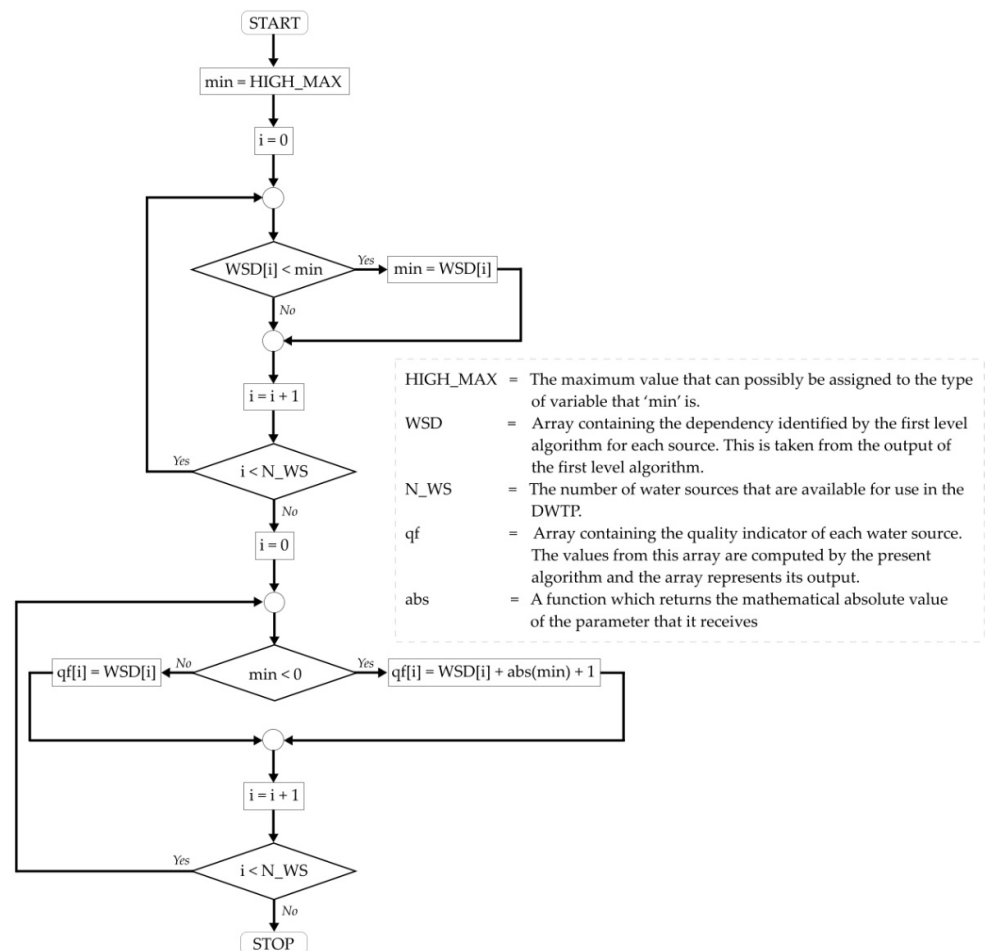 START
min = HIGH_MAX
i = 0
WSD[i] < min
Yes
min = WSD[i]
No
i = i + 1
Yes
i < N_WS
No
i = 0
qf[i] = WSD[i]
No
min < 0
Yes
qf[i] = WSD[i] + abs(min) + 1
i = i + 1
Yes
i < N_WS
No
STOP
HIGH_MAX = The maximum value that can possibly be assigned to the type
of variable that ‘min’ is.
WSD = Array containing the dependency identified by the first level
algorithm for each source. This is taken from the output of
the first level algorithm.
N_WS = The number of water sources that are available for use in the
DWTP.
qf = Array containing the quality indicator of each water source.
The values from this array are computed by the present
algorithm and the array represents its output.
abs = A function which returns the mathematical absolute value
of the parameter that it receives